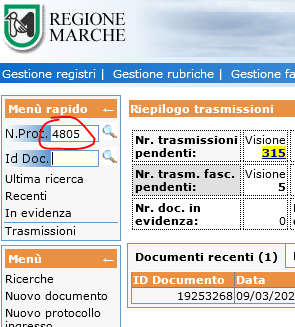 REGIONE
MARCHE
Gestione registri | Gestione rubriche | Gestione fa
Menù rapido ←
N.Prot. 4805
Id Doc.
Ultima ricerca
Recenti
In evidenza
Trasmissioni
Menù ←
Ricerche
Nuovo documento
Nuovo protocollo
ingresso
Riepilogo trasmissioni
Nr. trasmissioni pendenti: Visione 315
Nr. trasm. fasc. pendenti: Visione 5
Nr. doc. in evidenza: 0
Documenti recenti (1)
ID Documento Data
19253268 09/03/202